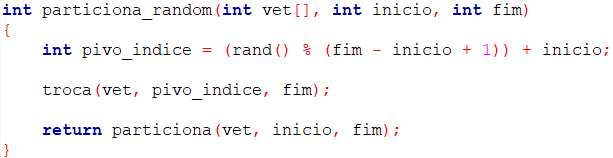 int particiona_random(int vet[], int inicio, int fim)
{
    int pivo_indice = (rand() % (fim - inicio + 1)) + inicio;
    troca(vet, pivo_indice, fim);
    return particiona(vet, inicio, fim);
}